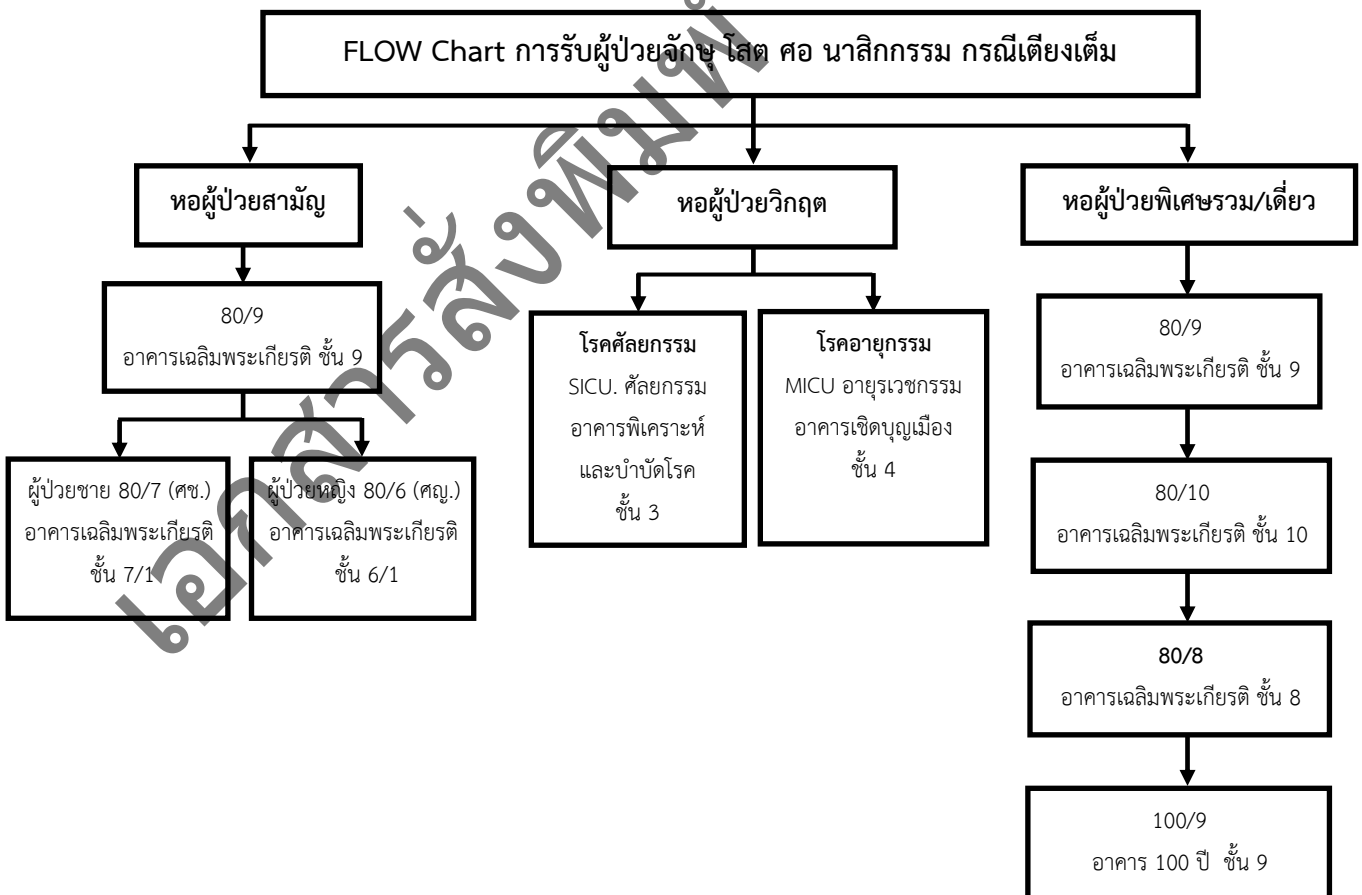 FLOW Chart การรับผู้ป่วยจักษุ โสต ศอ นาสิกกรรม กรณีเตียงเต็ม
หอผู้ป่วยสามัญ
80/9
อาคารเฉลิมพระเกียรติ ชั้น 9
ผู้ป่วยชาย 80/7 (ศช.)
อาคารเฉลิมพระเกียรติ
ชั้น 7/1
ผู้ป่วยหญิง 80/6 (ศญ.)
อาคารเฉลิมพระเกียรติ
ชั้น 6/1
หอผู้ป่วยวิกฤต
โรคศัลยกรรม
SICU. ศัลยกรรม
อาคารพิเคราะห์
และบำบัดโรค
ชั้น 3
โรคอายุกรรม
MICU อายุรเวชกรรม
อาคารเชิดบุญเมือง
ชั้น 4
หอผู้ป่วยพิเศษรวม/เดี่ยว
80/9
อาคารเฉลิมพระเกียรติ ชั้น 9
80/10
อาคารเฉลิมพระเกียรติ ชั้น 10
80/8
อาคารเฉลิมพระเกียรติ ชั้น 8
100/9
อาคาร 100 ปี ชั้น 9
เอกสารสั่งพิมพ์